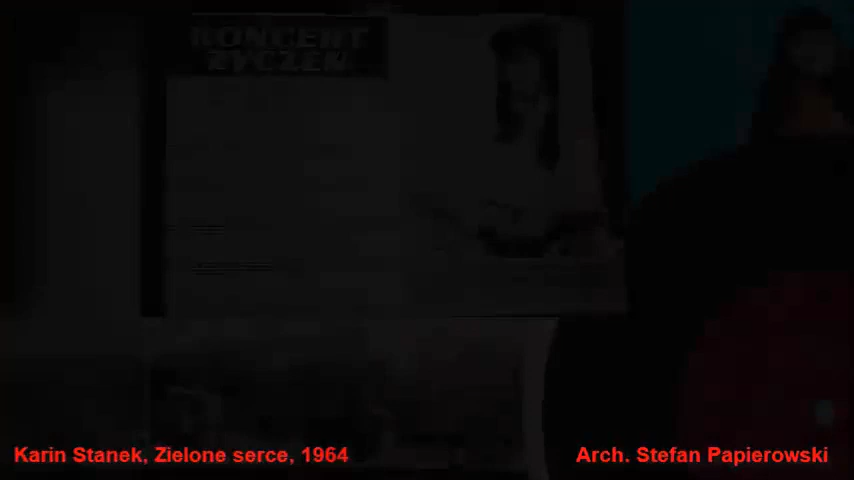 KONCERT
ŻYCZEŃ
Karin Stanek, Zielone serce, 1964
Arch. Stefan Papierowski